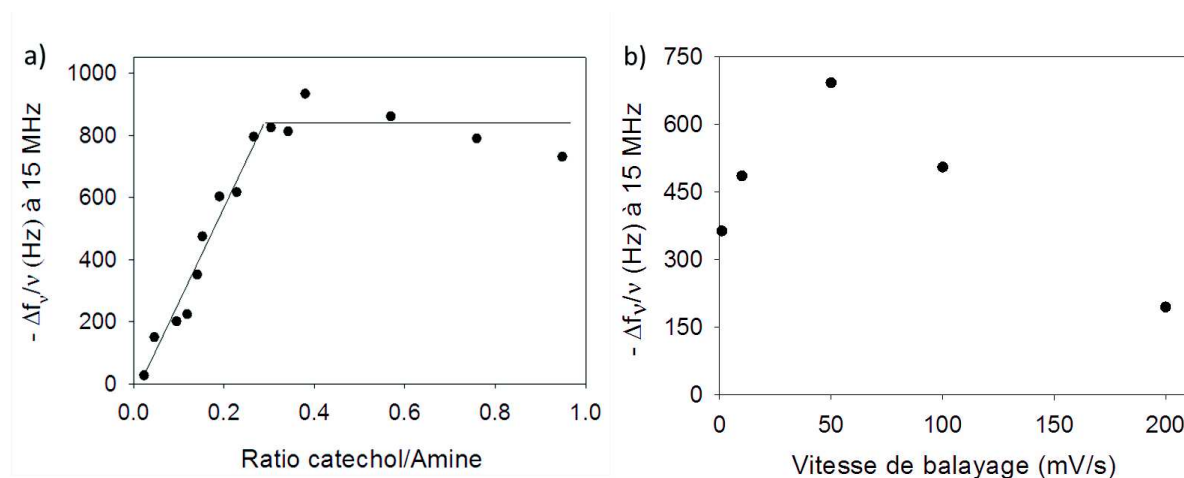 a)
- Δfν/ν (Hz) à 15 MHz
1000
800
600
400
200
0
0.0 0.2 0.4 0.6 0.8 1.0
Ratio catechol/Amine
b)
- Δfν/ν (Hz) à 15 MHz
750
600
450
300
150
0
0 50 100 150 200
Vitesse de balayage (mV/s)